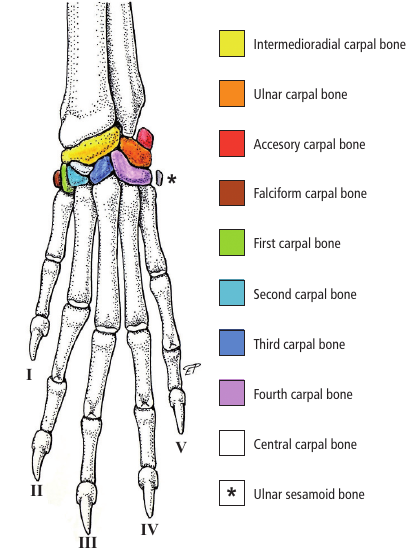 Intermedioradial carpal bone
Ulnar carpal bone
Accesory carpal bone
Falciform carpal bone
First carpal bone
Second carpal bone
Third carpal bone
Fourth carpal bone
Central carpal bone
* Ulnar sesamoid bone
*
I
II
III
IV
V